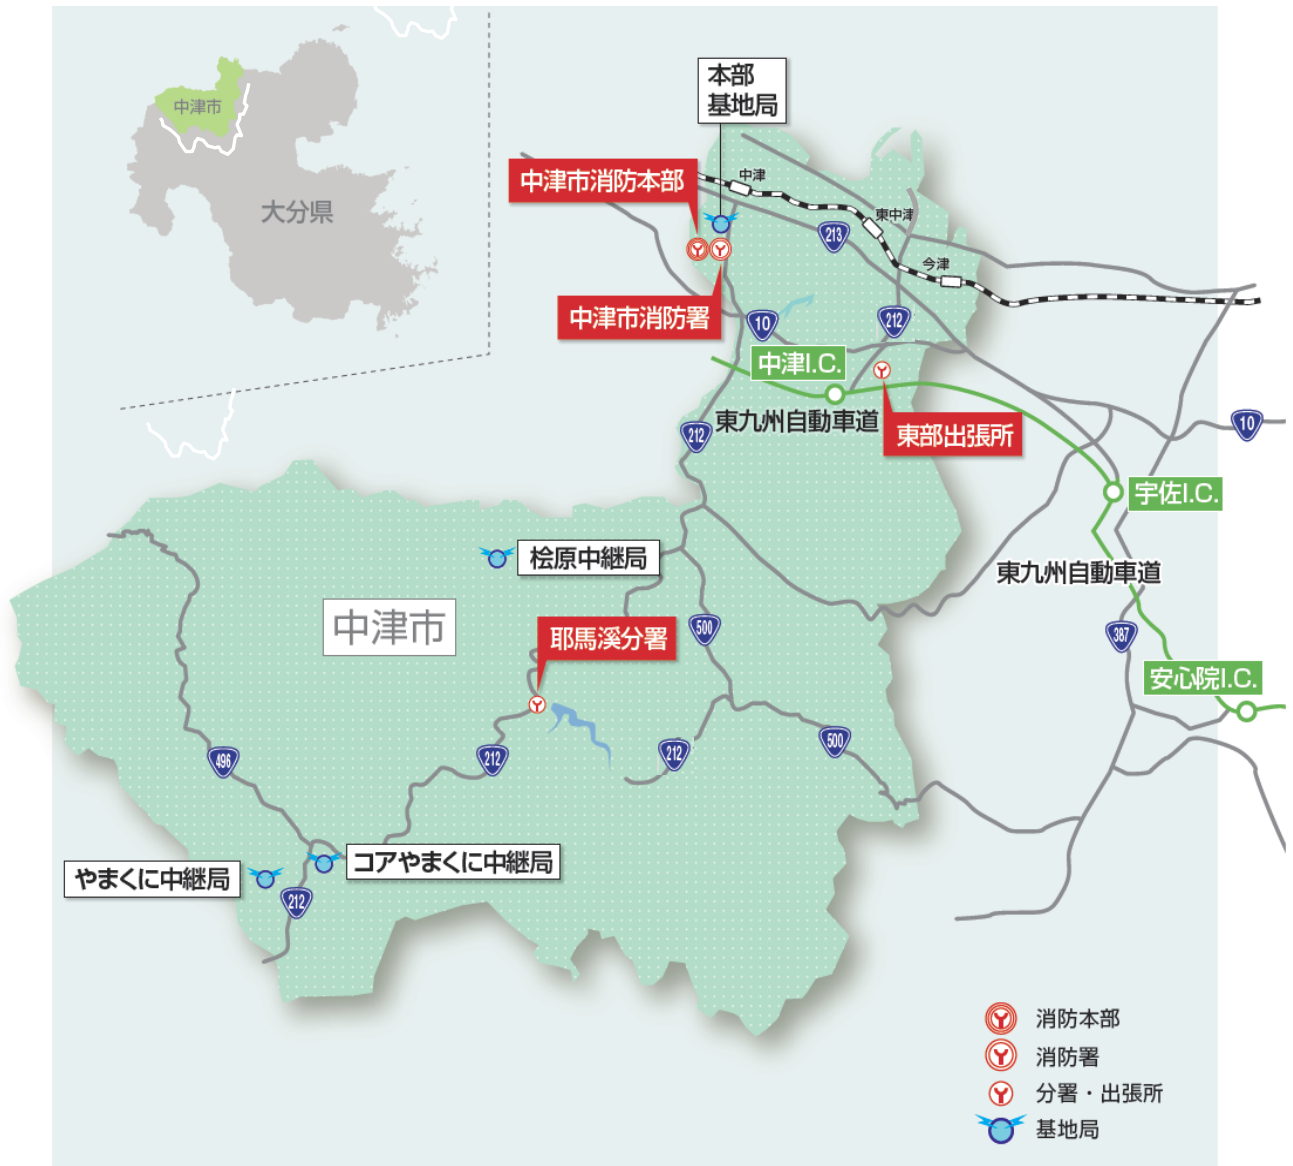 中津市
大分県
本部
基地局
中津市消防本部
中津
東中津
213
今津
中津市消防署
10
212
中津I.C.
東九州自動車道
212
東部出張所
10
宇佐I.C.
桧原中継局
東九州自動車道
中津市
耶馬溪分署
500
387
安心院I.C.
496
212
212
500
コアやまくに中継局
やまくに中継局
212
消防本部
消防署
分署・出張所
基地局